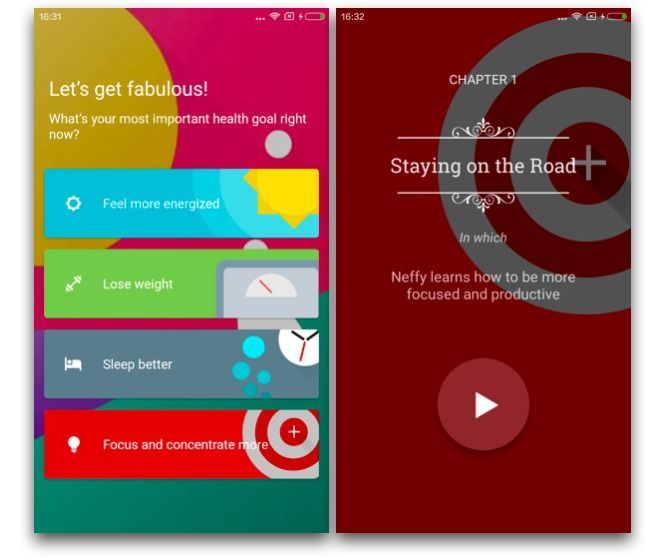 16:31
Let's get fabulous!
What's your most important health goal right
now?
Feel more energized
Lose weight
Sleep better
Focus and concentrate more
16:32
CHAPTER 1
Staying on the Road
In which
Neffy learns how to be more
focused and productive